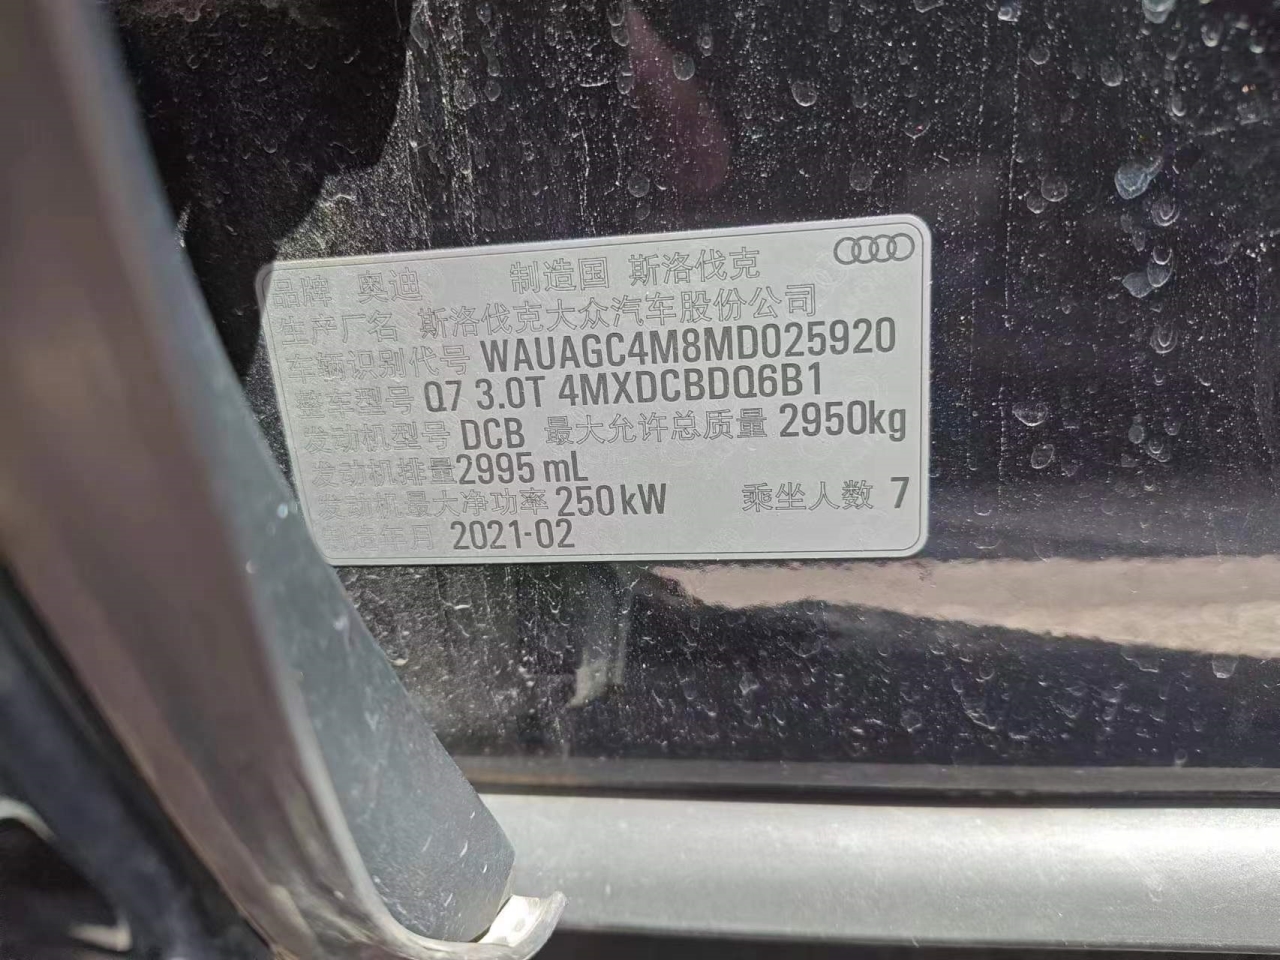 品牌 奥迪 制造国 斯洛伐克
生产厂名 斯洛伐克大众汽车股份公司
车辆识别代号 WAUAGC4M8MD025920
整车型号 Q7 3.0T 4MXDCBDQ6B1
发动机型号 DCB 最大允许总质量 2950kg
发动机排量 2995 mL
发动机最大净功率 250 kW 乘坐人数 7
造年月 2021-02